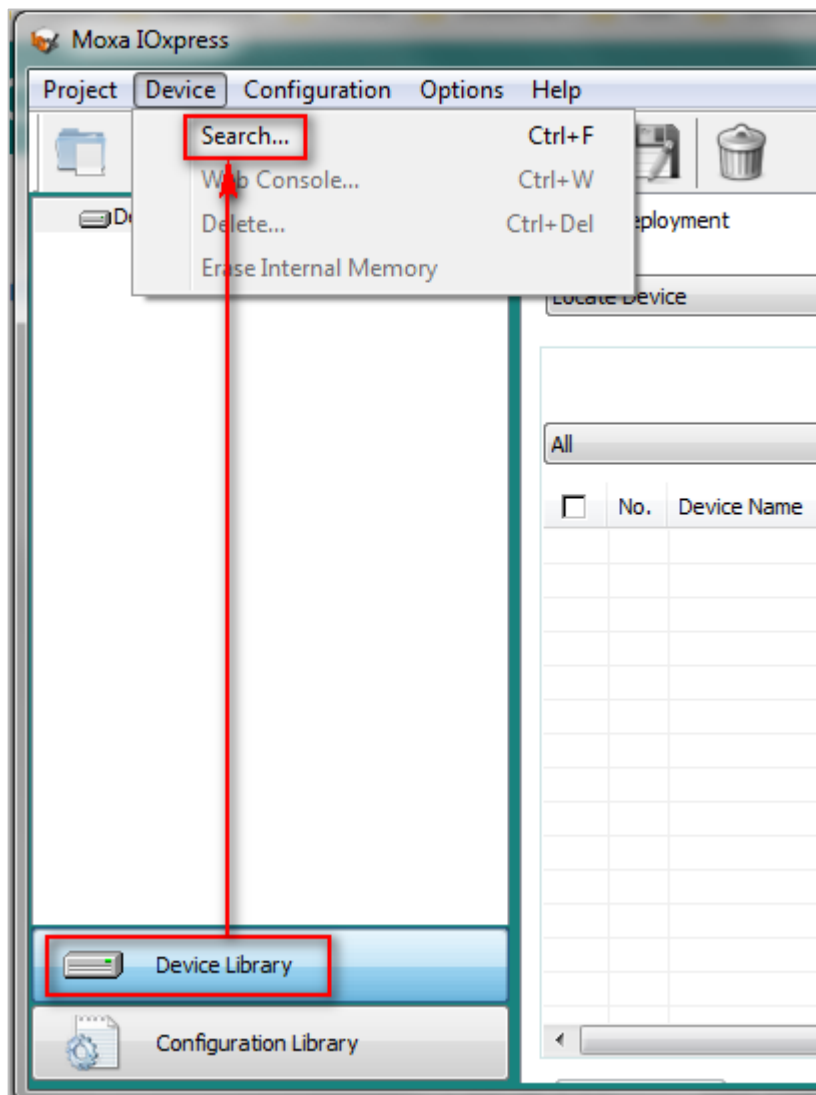 Moxa IOxpress
Project Device Configuration Options Help
Search... Ctrl+F
Web Console... Ctrl+W
Delete... Ctrl+Del
Erase Internal Memory
Locate Device
All
No. Device Name
Device Library
Configuration Library